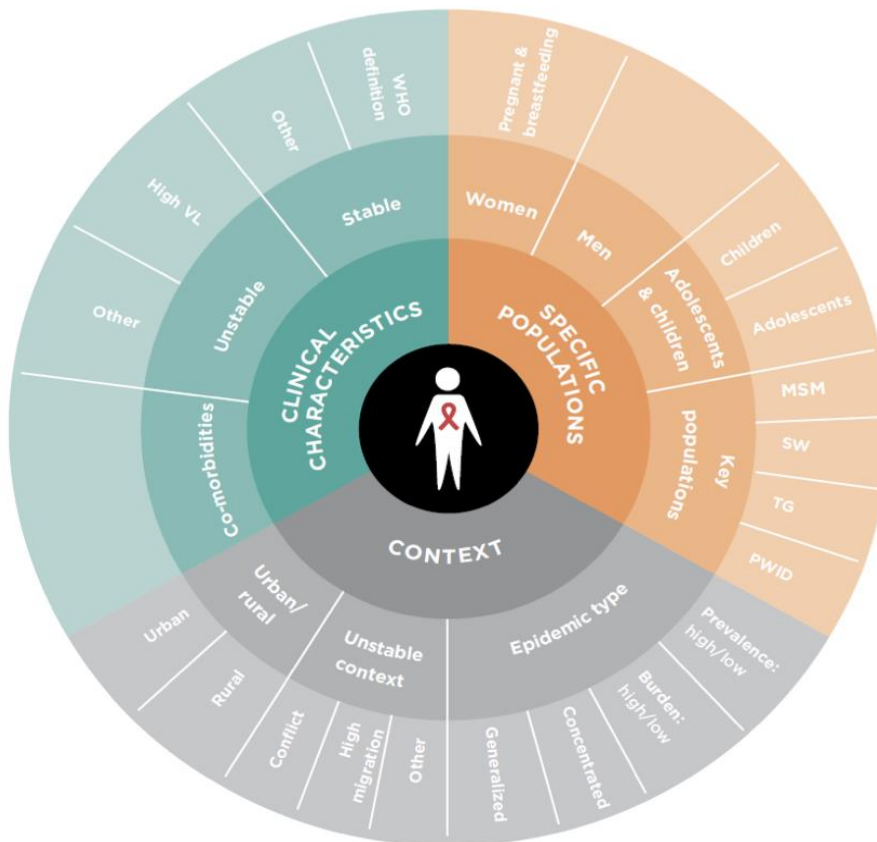 CLINICAL
CHARACTERISTICS
Stable
WHO
definition
Other
Unstable
High VL
Other
Co-morbidities
SPECIFIC
POPULATIONS
Women
Pregnant &
breastfeeding
Men
Adolescents
& children
Children
Adolescents
Key
populations
MSM
SW
TG
PWID
CONTEXT
Urban/
rural
Urban
Rural
Unstable
context
Conflict
High
migration
Other
Epidemic type
Generalized
Concentrated
Burden:
high/low
Prevalence:
high/low